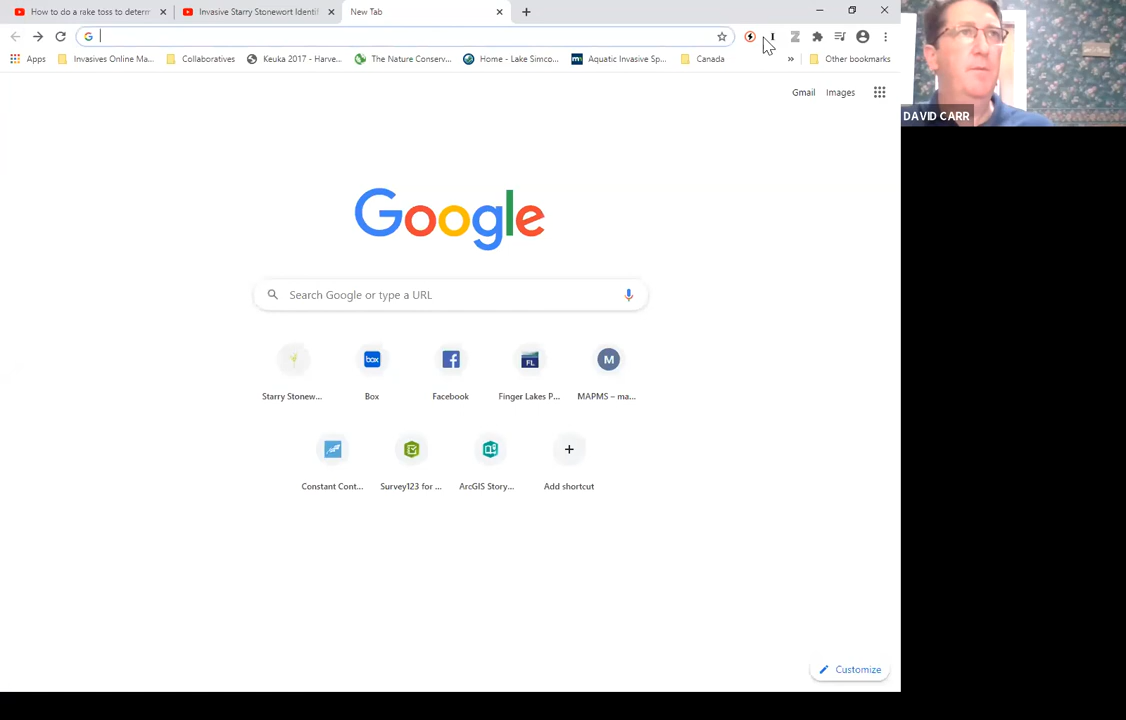 How to do a rake toss to determ
Invasive Starry Stonewort Identif
New Tab
Apps
Invasives Online Ma...
Collaboratives
Keuka 2017 - Harve...
The Nature Conserv...
Home - Lake Simco...
Aquatic Invasive Sp...
Canada
»
Other bookmarks
DAVID CARR
Gmail
Images
Google
Search Google or type a URL
Starry Stonew...
box
Box
Facebook
FL
Finger Lakes P...
M
MAPMS – ma...
Constant Cont...
Survey123 for ...
ArcGIS Story...
Add shortcut
Customize